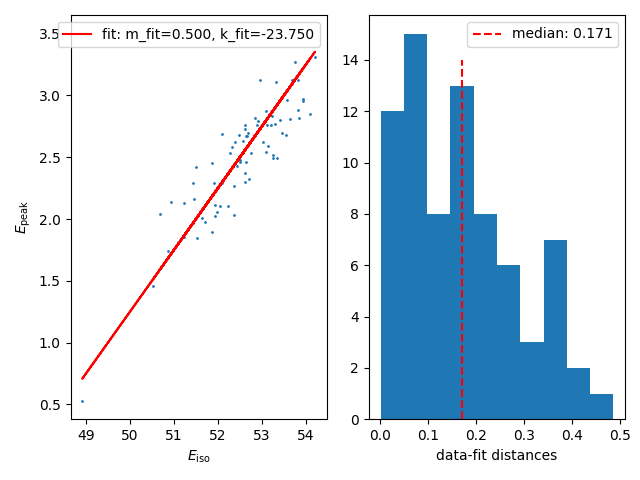 fit: m_fit=0.500, k_fit=-23.750
3.5
3.0
2.5
2.0
1.5
1.0
0.5
E_peak
49 50 51 52 53 54
E_iso
median: 0.171
14
12
10
8
6
4
2
0
0.0 0.1 0.2 0.3 0.4 0.5
data-fit distances